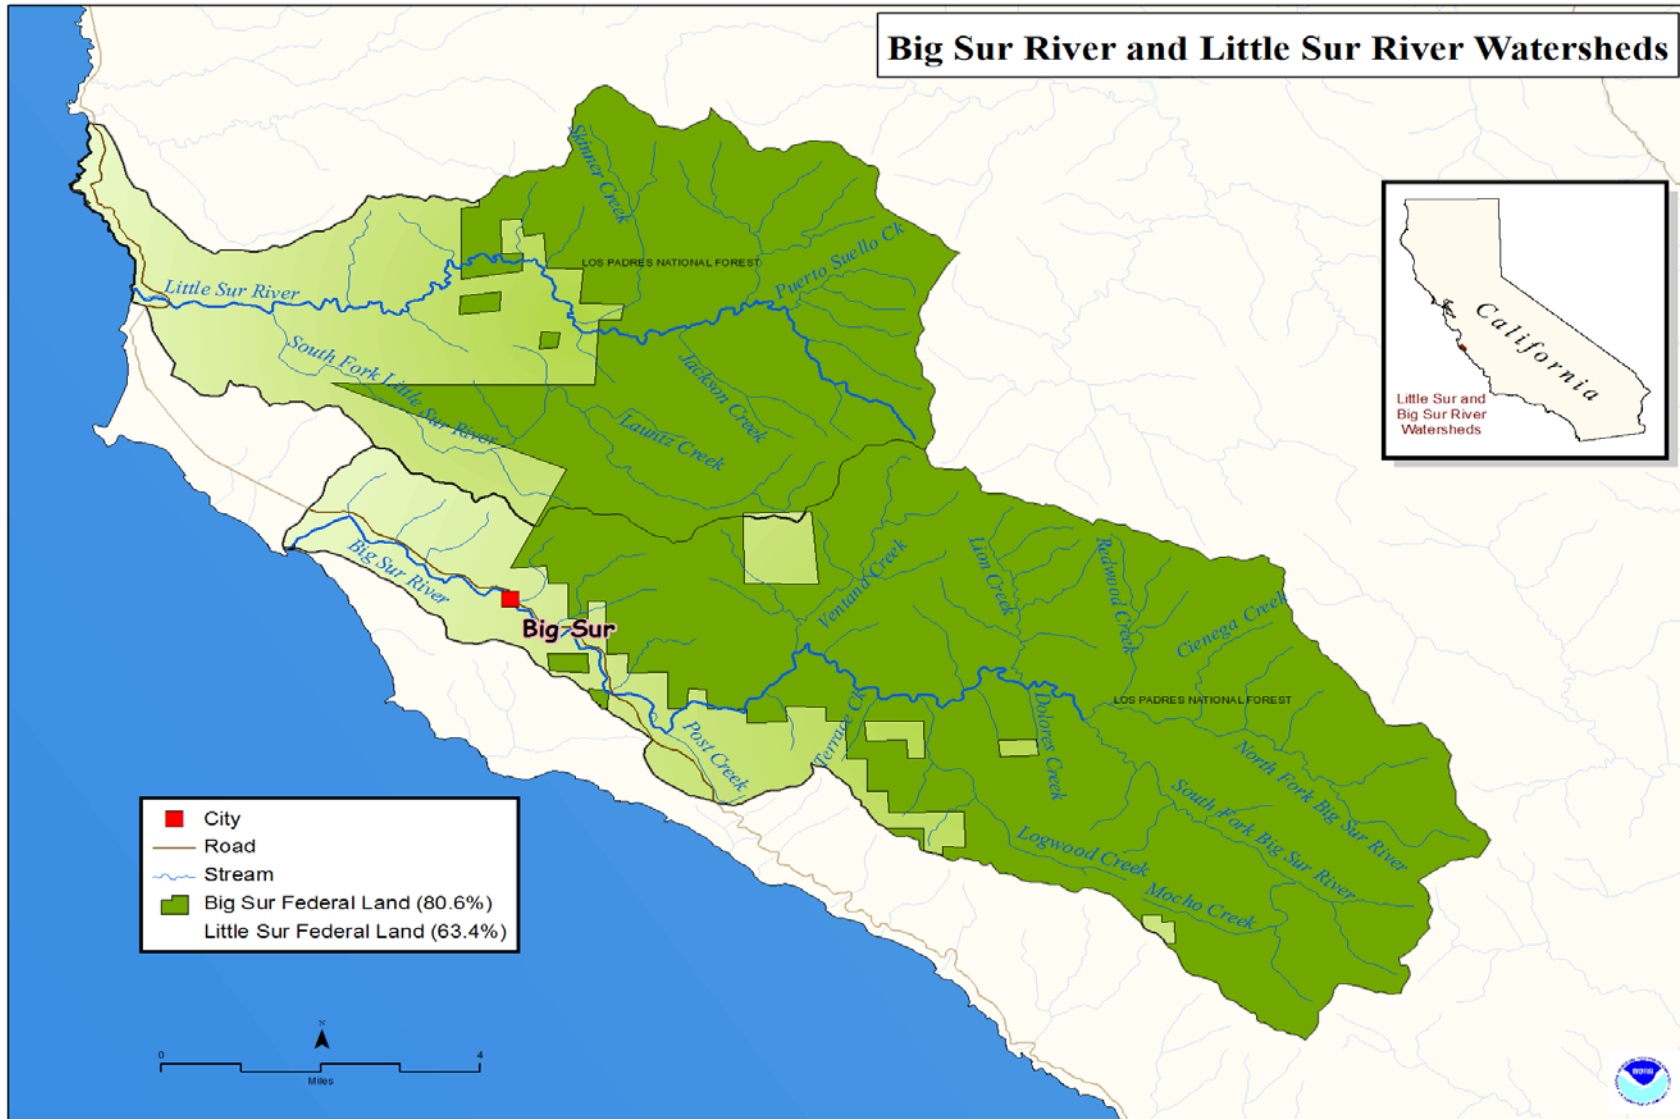 Big Sur River and Little Sur River Watersheds
Skinner Creek
LOS PADRES NATIONAL FOREST
Puerto Suello Ck
Little Sur River
South Fork Little Sur River
Jackson Creek
Launtz Creek
California
Little Sur and
Big Sur River
Watersheds
Big Sur River
Big Sur
Ventana Creek
Lion Creek
Redwood Creek
Cienega Creek
LOS PADRES NATIONAL FOREST
Post Creek
Terrace Ck
Dolores Creek
North Fork Big Sur River
South Fork Big Sur River
Logwood Creek
Mocho Creek
City
Road
Stream
Big Sur Federal Land (80.6%)
Little Sur Federal Land (63.4%)
N
0 4
Miles
NOAA